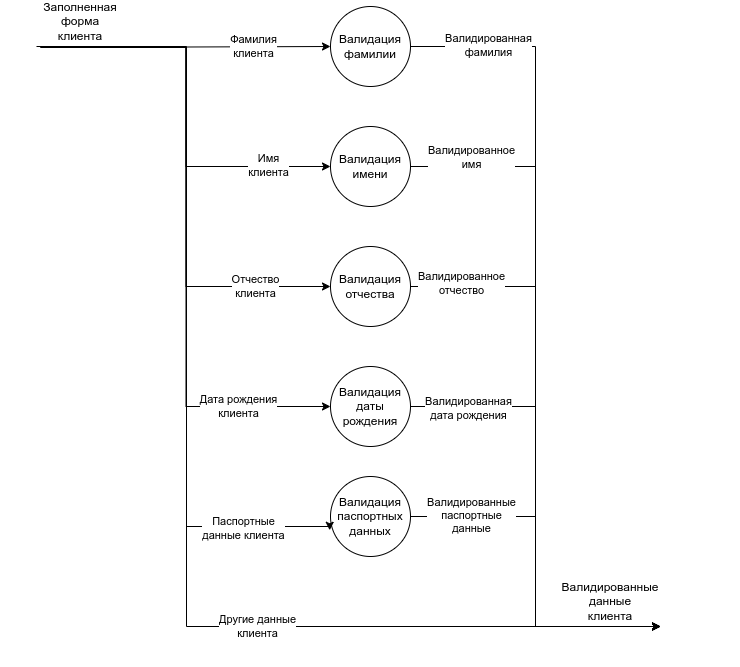 Заполненная
форма
клиента
Фамилия
клиента
Валидация
фамилии
Валидированная
фамилия
Имя
клиента
Валидация
имени
Валидированное
имя
Отчество
клиента
Валидация
отчества
Валидированное
отчество
Дата рождения
клиента
Валидация
даты
рождения
Валидированная
дата рождения
Паспортные
данные клиента
Валидация
паспортных
данных
Валидированные
паспортные
данные
Другие данные
клиента
Валидированные
данные
клиента